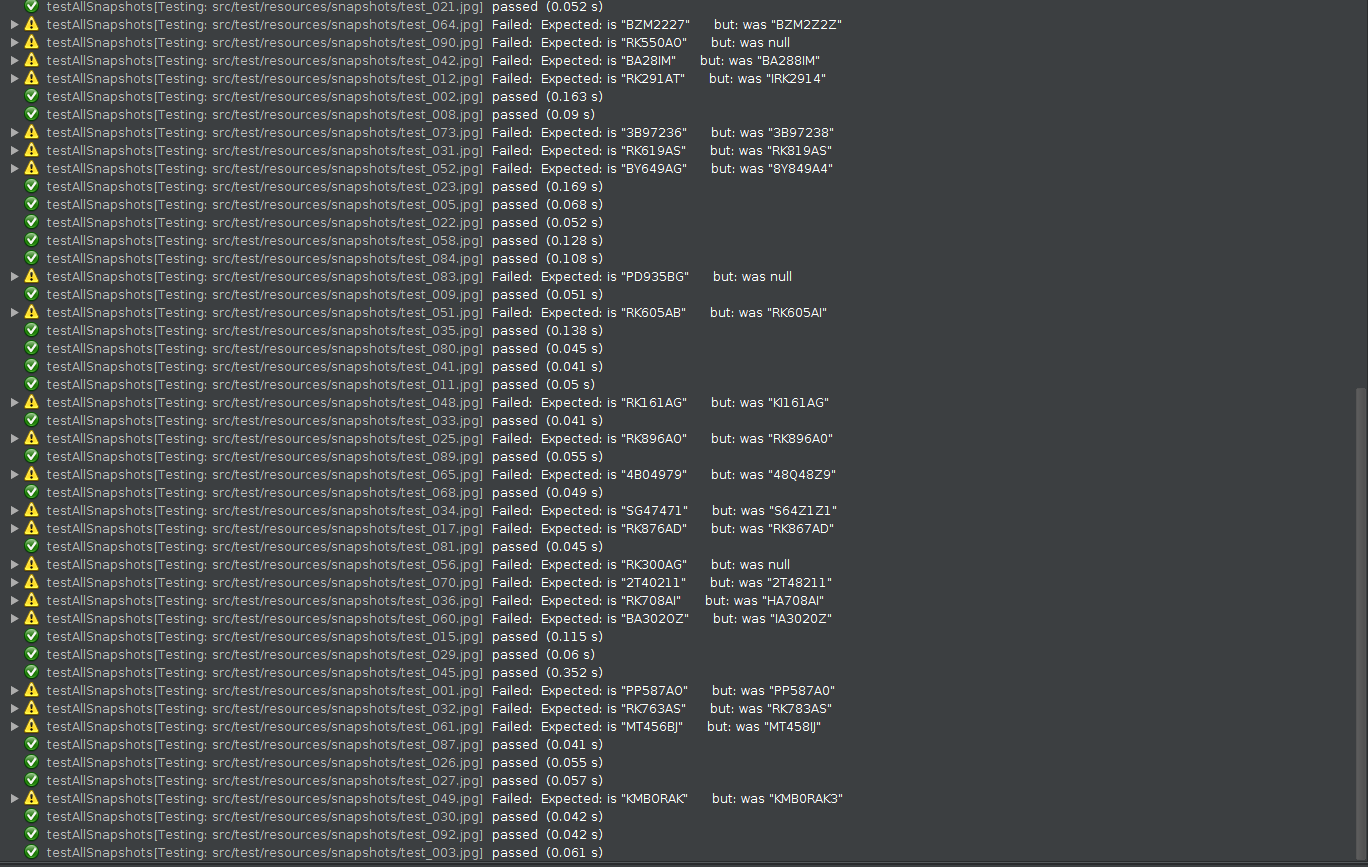 testAllSnapshots[Testing: src/test/resources/snapshots/test_021.jpg] passed (0.052 s)
testAllSnapshots[Testing: src/test/resources/snapshots/test_064.jpg] Failed: Expected: is "BZM2227" but: was "BZM2Z2Z"
testAllSnapshots[Testing: src/test/resources/snapshots/test_090.jpg] Failed: Expected: is "RK550AO" but: was null
testAllSnapshots[Testing: src/test/resources/snapshots/test_042.jpg] Failed: Expected: is "BA28IM" but: was "BA288IM"
testAllSnapshots[Testing: src/test/resources/snapshots/test_012.jpg] Failed: Expected: is "RK291AT" but: was "IRK2914"
testAllSnapshots[Testing: src/test/resources/snapshots/test_002.jpg] passed (0.163 s)
testAllSnapshots[Testing: src/test/resources/snapshots/test_008.jpg] passed (0.09 s)
testAllSnapshots[Testing: src/test/resources/snapshots/test_073.jpg] Failed: Expected: is "3B97236" but: was "3B97238"
testAllSnapshots[Testing: src/test/resources/snapshots/test_031.jpg] Failed: Expected: is "RK619AS" but: was "RK819AS"
testAllSnapshots[Testing: src/test/resources/snapshots/test_052.jpg] Failed: Expected: is "BY649AG" but: was "8Y849A4"
testAllSnapshots[Testing: src/test/resources/snapshots/test_023.jpg] passed (0.169 s)
testAllSnapshots[Testing: src/test/resources/snapshots/test_005.jpg] passed (0.068 s)
testAllSnapshots[Testing: src/test/resources/snapshots/test_022.jpg] passed (0.052 s)
testAllSnapshots[Testing: src/test/resources/snapshots/test_058.jpg] passed (0.128 s)
testAllSnapshots[Testing: src/test/resources/snapshots/test_084.jpg] passed (0.108 s)
testAllSnapshots[Testing: src/test/resources/snapshots/test_083.jpg] Failed: Expected: is "PD935BG" but: was null
testAllSnapshots[Testing: src/test/resources/snapshots/test_009.jpg] passed (0.051 s)
testAllSnapshots[Testing: src/test/resources/snapshots/test_051.jpg] Failed: Expected: is "RK605AB" but: was "RK605AI"
testAllSnapshots[Testing: src/test/resources/snapshots/test_035.jpg] passed (0.138 s)
testAllSnapshots[Testing: src/test/resources/snapshots/test_080.jpg] passed (0.045 s)
testAllSnapshots[Testing: src/test/resources/snapshots/test_041.jpg] passed (0.041 s)
testAllSnapshots[Testing: src/test/resources/snapshots/test_011.jpg] passed (0.05 s)
testAllSnapshots[Testing: src/test/resources/snapshots/test_048.jpg] Failed: Expected: is "RK161AG" but: was "KI161AG"
testAllSnapshots[Testing: src/test/resources/snapshots/test_033.jpg] passed (0.041 s)
testAllSnapshots[Testing: src/test/resources/snapshots/test_025.jpg] Failed: Expected: is "RK896AO" but: was "RK896A0"
testAllSnapshots[Testing: src/test/resources/snapshots/test_089.jpg] passed (0.055 s)
testAllSnapshots[Testing: src/test/resources/snapshots/test_065.jpg] Failed: Expected: is "4B04979" but: was "48Q48Z9"
testAllSnapshots[Testing: src/test/resources/snapshots/test_068.jpg] passed (0.049 s)
testAllSnapshots[Testing: src/test/resources/snapshots/test_034.jpg] Failed: Expected: is "SG47471" but: was "S64Z1Z1"
testAllSnapshots[Testing: src/test/resources/snapshots/test_017.jpg] Failed: Expected: is "RK876AD" but: was "RK867AD"
testAllSnapshots[Testing: src/test/resources/snapshots/test_081.jpg] passed (0.045 s)
testAllSnapshots[Testing: src/test/resources/snapshots/test_056.jpg] Failed: Expected: is "RK300AG" but: was null
testAllSnapshots[Testing: src/test/resources/snapshots/test_070.jpg] Failed: Expected: is "2T40211" but: was "2T48211"
testAllSnapshots[Testing: src/test/resources/snapshots/test_036.jpg] Failed: Expected: is "RK708AI" but: was "HA708AI"
testAllSnapshots[Testing: src/test/resources/snapshots/test_060.jpg] Failed: Expected: is "BA302OZ" but: was "IA3020Z"
testAllSnapshots[Testing: src/test/resources/snapshots/test_015.jpg] passed (0.115 s)
testAllSnapshots[Testing: src/test/resources/snapshots/test_029.jpg] passed (0.06 s)
testAllSnapshots[Testing: src/test/resources/snapshots/test_045.jpg] passed (0.352 s)
testAllSnapshots[Testing: src/test/resources/snapshots/test_001.jpg] Failed: Expected: is "PP587AO" but: was "PP587A0"
testAllSnapshots[Testing: src/test/resources/snapshots/test_032.jpg] Failed: Expected: is "RK763AS" but: was "RK783AS"
testAllSnapshots[Testing: src/test/resources/snapshots/test_061.jpg] Failed: Expected: is "MT456BJ" but: was "MT458IJ"
testAllSnapshots[Testing: src/test/resources/snapshots/test_087.jpg] passed (0.041 s)
testAllSnapshots[Testing: src/test/resources/snapshots/test_026.jpg] passed (0.055 s)
testAllSnapshots[Testing: src/test/resources/snapshots/test_027.jpg] passed (0.057 s)
testAllSnapshots[Testing: src/test/resources/snapshots/test_049.jpg] Failed: Expected: is "KMB0RAK" but: was "KMB0RAK3"
testAllSnapshots[Testing: src/test/resources/snapshots/test_030.jpg] passed (0.042 s)
testAllSnapshots[Testing: src/test/resources/snapshots/test_092.jpg] passed (0.042 s)
testAllSnapshots[Testing: src/test/resources/snapshots/test_003.jpg] passed (0.061 s)